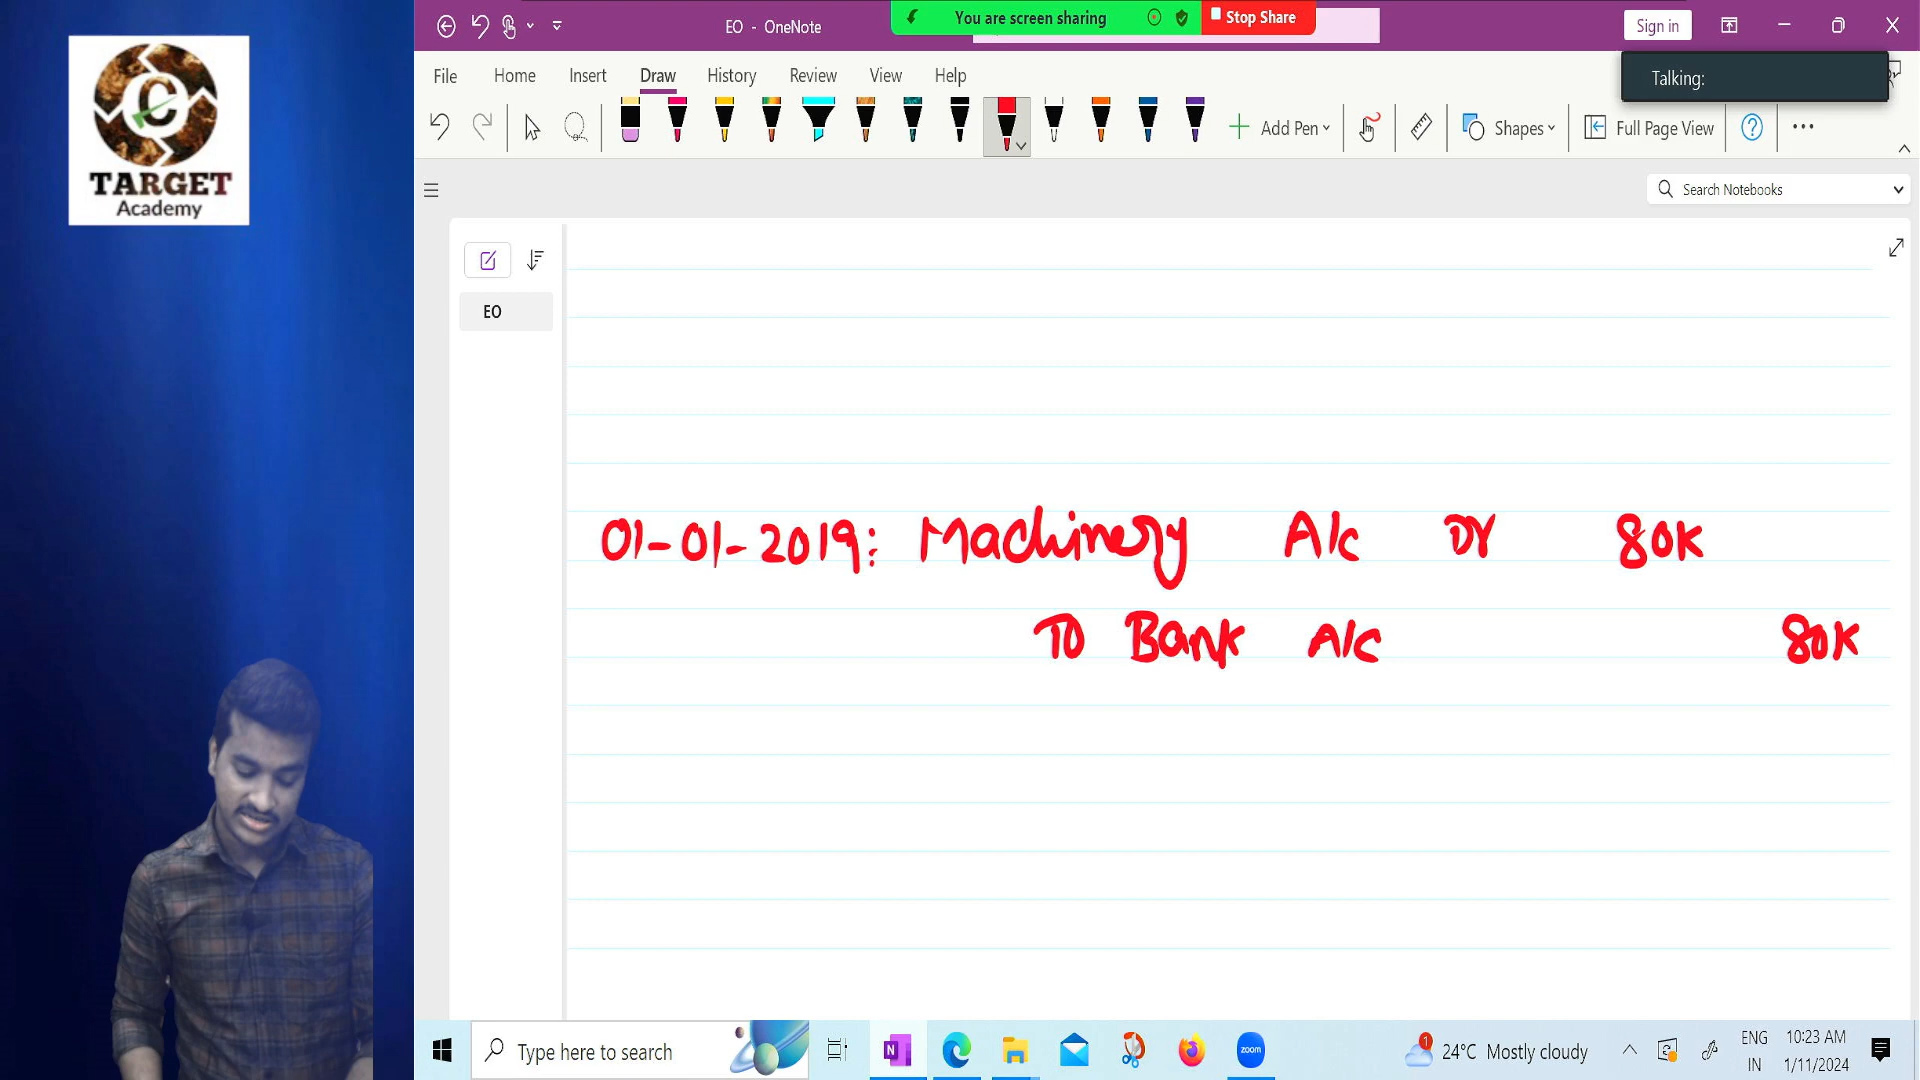 EO - OneNote
You are screen sharing
Stop Share
Sign in
File Home Insert Draw History Review View Help
Talking:
Add Pen
Shapes
Full Page View
Search Notebooks
C
TARGET
Academy
EO
01-01-2019: Machinery A/c Dr 80K
To Bank A/c 80K
Type here to search
N
zoom
1
24°C Mostly cloudy
ENG
IN
10:23 AM
1/11/2024